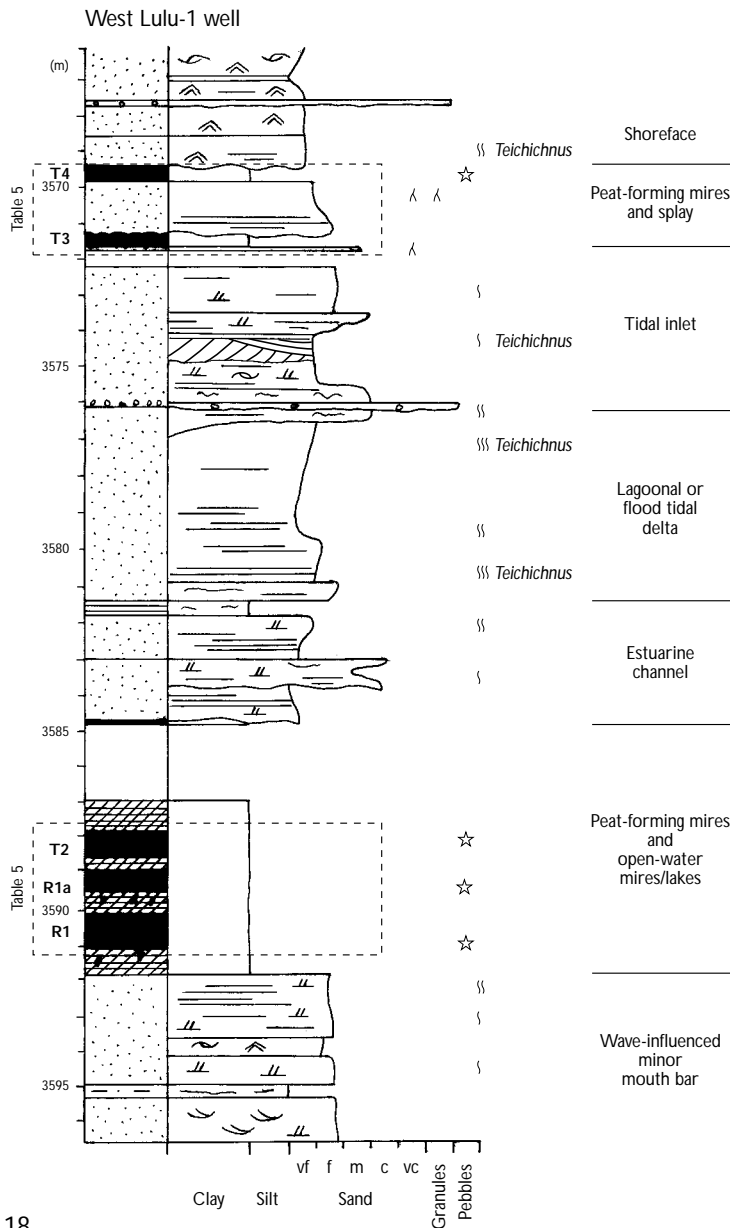 West Lulu-1 well
(m)
Teichichnus
Shoreface
T4
3570
Table 5
Peat-forming mires
and splay
T3
Tidal inlet
Teichichnus
3575
Teichichnus
Lagoonal or
flood tidal
delta
3580
Teichichnus
Estuarine
channel
3585
Peat-forming mires
and
open-water
mires/lakes
T2
Table 5
R1a
3590
R1
Wave-influenced
minor
mouth bar
3595
vf f m c vc Granules Pebbles
Clay Silt Sand
18